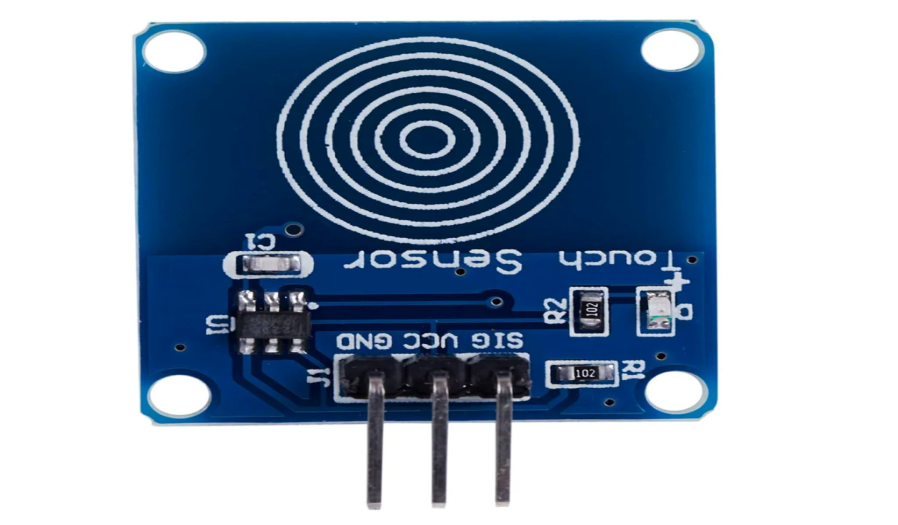 Touch Sensor
C1
+
D
R2
102
U1
SIG VCC GND
J1
102
R1